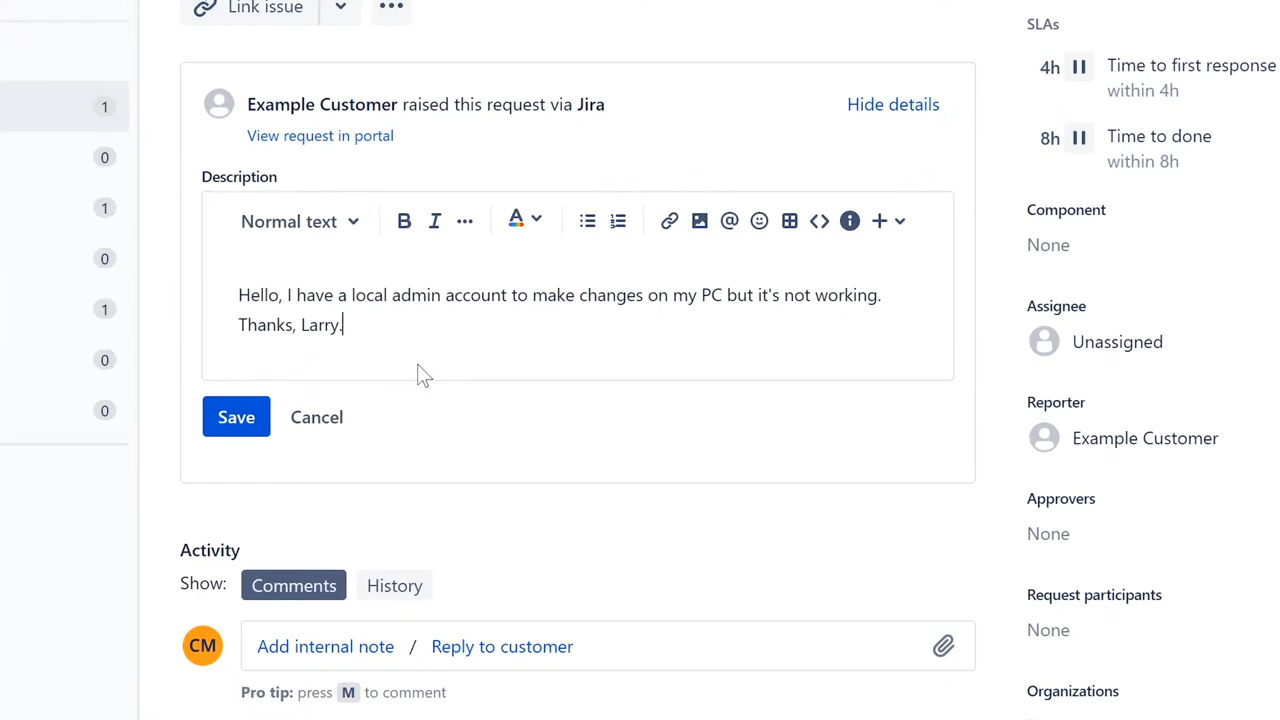 Link issue
1
0
1
0
1
0
0
Example Customer raised this request via Jira
Hide details
View request in portal
Description
Normal text
B I A
Hello, I have a local admin account to make changes on my PC but it's not working.
Thanks, Larry.
Save Cancel
Activity
Show: Comments History
CM Add internal note / Reply to customer
Pro tip: press M to comment
SLAs
4h Time to first response
within 4h
8h Time to done
within 8h
Component
None
Assignee
Unassigned
Reporter
Example Customer
Approvers
None
Request participants
None
Organizations